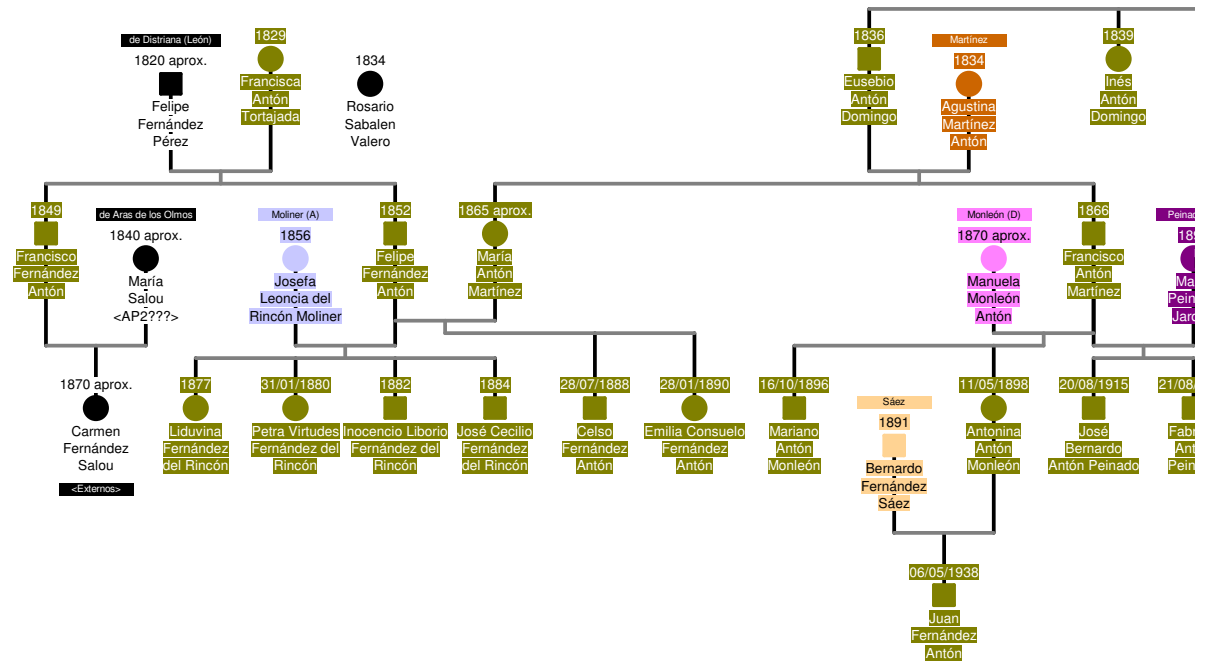 de Distriana (León)
1820 aprox.
Felipe
Fernández
Pérez
1829
Francisca
Antón
Tortajada
1834
Rosario
Sabalen
Valero
1836
Eusebio
Antón
Domingo
Martínez
1834
Agustina
Martínez
Antón
1839
Inés
Antón
Domingo
1849
Francisco
Fernández
Antón
de Aras de los Olmos
1840 aprox.
María
Salou
<AP2???>
Moliner (A)
1856
Josefa
Leoncia del
Rincón Moliner
1852
Felipe
Fernández
Antón
1865 aprox.
María
Antón
Martínez
Monleón (D)
1870 aprox.
Manuela
Monleón
Antón
1866
Francisco
Antón
Martínez
1870 aprox.
Carmen
Fernández
Salou
<Externos>
1877
Liduvina
Fernández
del Rincón
31/01/1880
Petra Virtudes
Fernández del
Rincón
1882
Inocencio Liborio
Fernández del
Rincón
1884
José Cecilio
Fernández
del Rincón
28/07/1888
Celso
Fernández
Antón
28/01/1890
Emilia Consuelo
Fernández
Antón
16/10/1896
Mariano
Antón
Monleón
Sáez
1891
Bernardo
Fernández
Sáez
11/05/1898
Antonina
Antón
Monleón
20/08/1915
José
Bernardo
Antón Peinado
21/08/
06/05/1938
Juan
Fernández
Antón